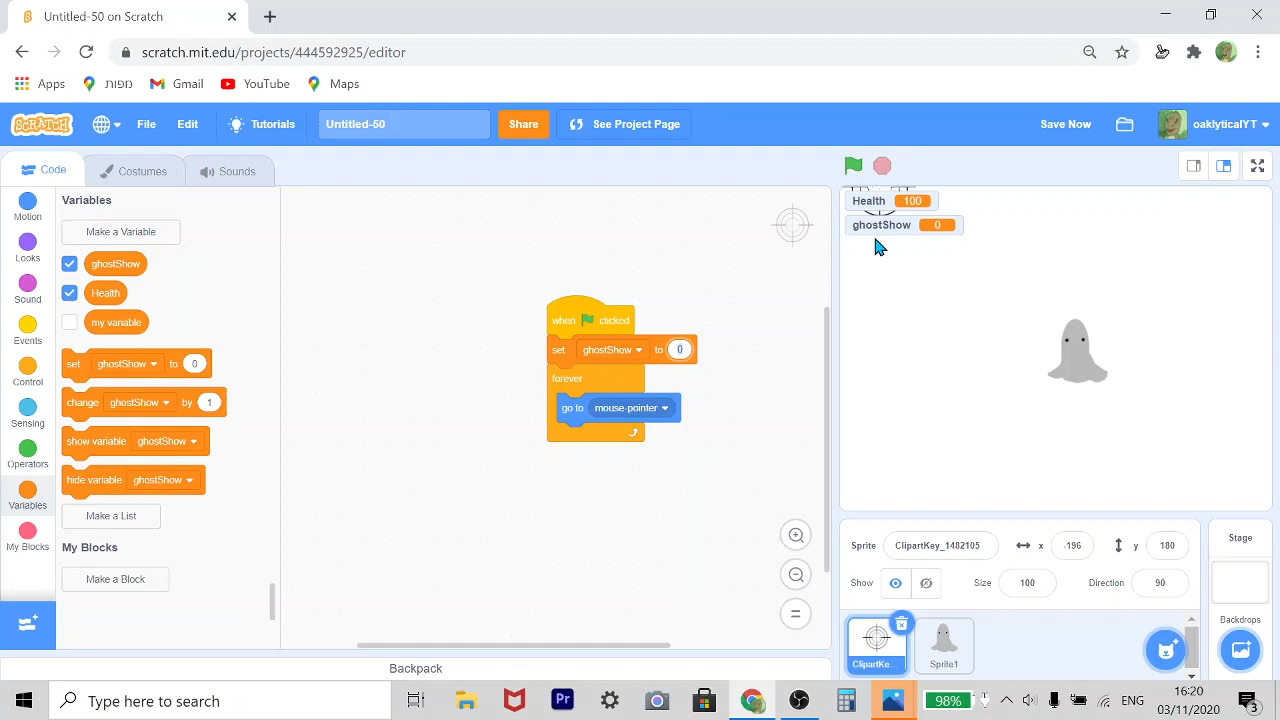 Untitled-50 on Scratch
scratch.mit.edu/projects/444592925/editor
Apps
מפות
Gmail
YouTube
Maps
SCRATCH
File
Edit
Tutorials
Untitled-50
Share
See Project Page
Save Now
oaklyticalYT
Code
Costumes
Sounds
Motion
Looks
Sound
Events
Control
Sensing
Operators
Variables
My Blocks
Variables
Make a Variable
ghostShow
Health
my variable
set ghostShow to 0
change ghostShow by 1
show variable ghostShow
hide variable ghostShow
Make a List
My Blocks
Make a Block
when clicked
set ghostShow to 0
forever
go to mouse-pointer
Backpack
Health 100
ghostShow 0
Sprite ClipartKey_1482105 x -196 y 180
Show Size 100 Direction 90
ClipartKe...
Sprite1
Stage
Backdrops
Type here to search
Pr
98%
ENG
16:20
03/11/2020
3